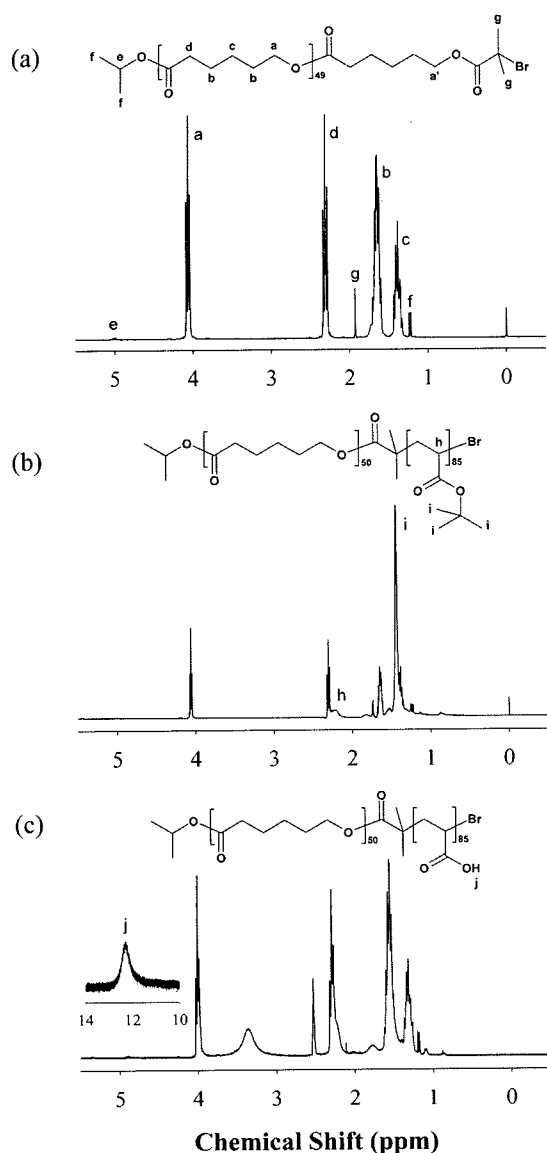 (a)
g
O
O
f e O d c a O a' O Br
f O b b 49 O g
a
d
b
g
c
e
f
5 4 3 2 1 0
(b)
O
h Br
O O
O 50 85
O O
i i
i
i
h
5 4 3 2 1 0
(c)
O
Br
O O
O 50 85
O OH
j
j
14 12 10
5 4 3 2 1 0
Chemical Shift (ppm)